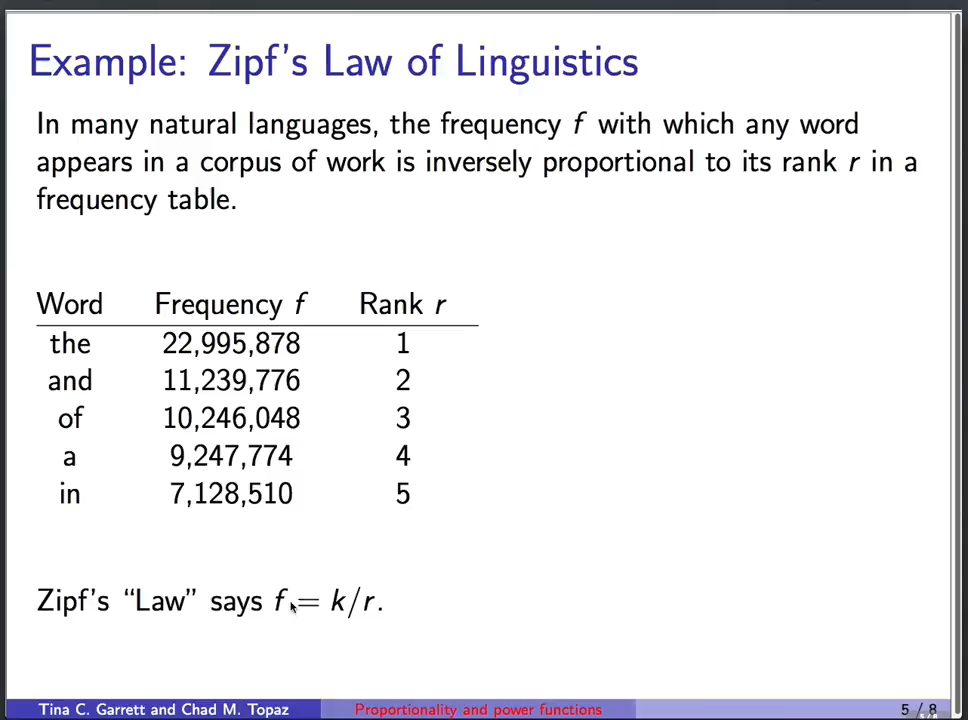 Example: Zipf's Law of Linguistics
In many natural languages, the frequency f with which any word
appears in a corpus of work is inversely proportional to its rank r in a
frequency table.
Word Frequency f Rank r
the 22,995,878 1
and 11,239,776 2
of 10,246,048 3
a 9,247,774 4
in 7,128,510 5
Zipf's “Law” says f = k/r.
Tina C. Garrett and Chad M. Topaz Proportionality and power functions 5 / 8